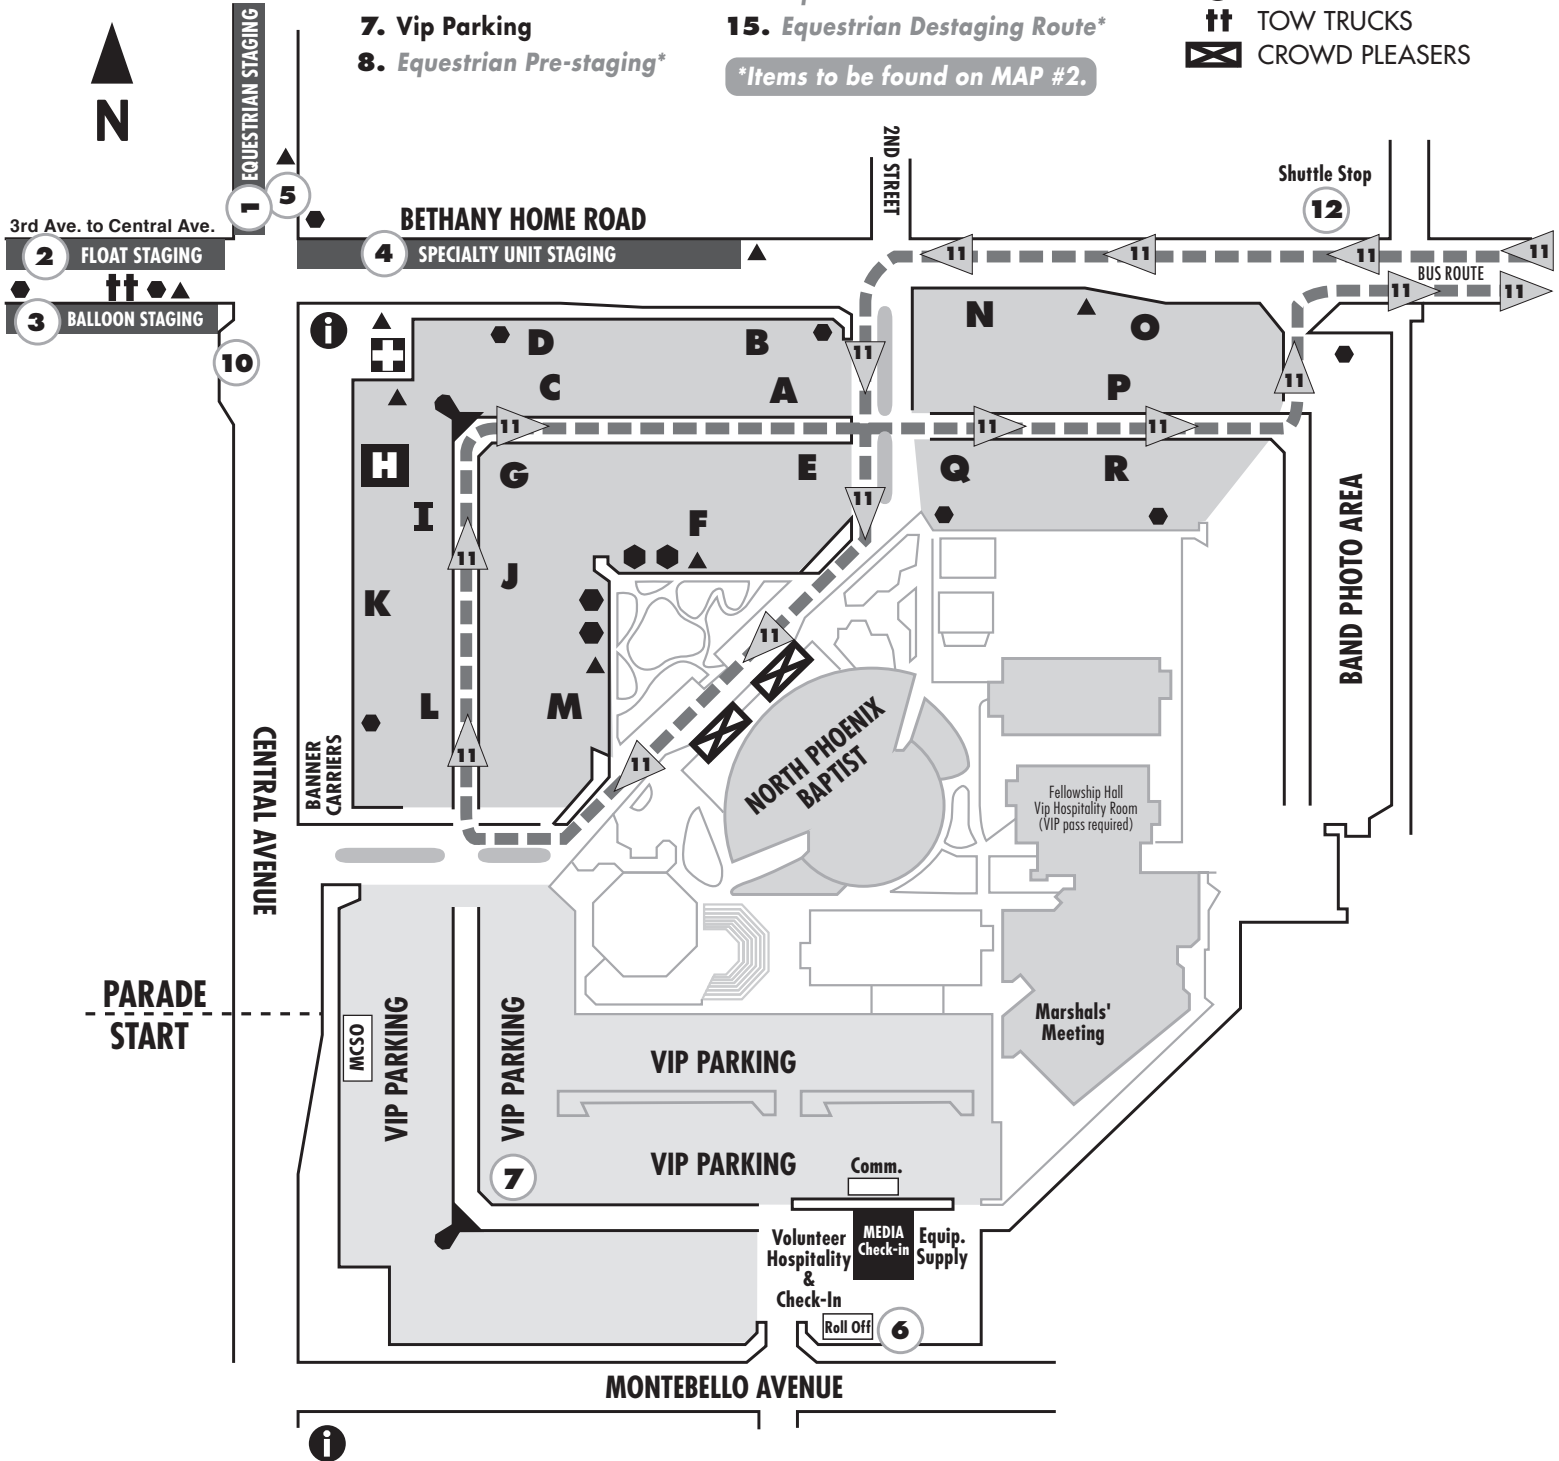 7. Vip Parking
8. Equestrian Pre-staging*
15. Equestrian Destaging Route*
*Items to be found on MAP #2.
TOW TRUCKS
CROWD PLEASERS
N
EQUESTRIAN STAGING
1
5
2ND STREET
Shuttle Stop
12
3rd Ave. to Central Ave.
BETHANY HOME ROAD
2 FLOAT STAGING
4 SPECIALTY UNIT STAGING
11
11
11
11
BUS ROUTE
11
11
3 BALLOON STAGING
10
i
D
B
11
N
O
C
A
P
11
11
11
11
H
G
E
Q
R
I
11
F
11
J
K
11
BAND PHOTO AREA
L
M
11
11
NORTH PHOENIX
BAPTIST
CENTRAL AVENUE
BANNER
CARRIERS
Fellowship Hall
Vip Hospitality Room
(VIP pass required)
PARADE
START
MCSO
VIP PARKING
VIP PARKING
Marshals'
Meeting
VIP PARKING
VIP PARKING
7
Comm.
Volunteer
Hospitality
&
Check-In
MEDIA
Check-in
Equip.
Supply
Roll Off
6
MONTEBELLO AVENUE
i